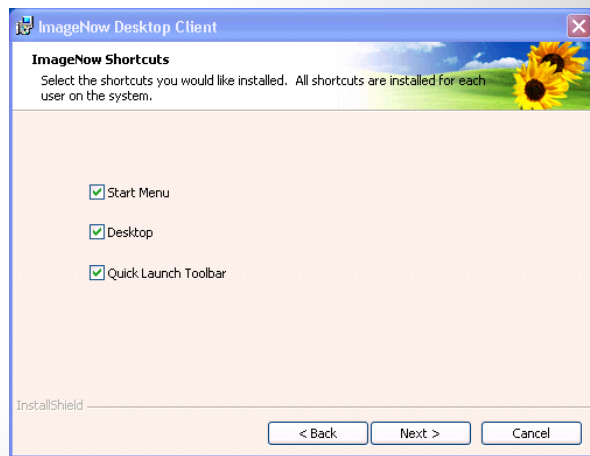 ImageNow Desktop Client
ImageNow Shortcuts
Select the shortcuts you would like installed. All shortcuts are installed for each
user on the system.
Start Menu
Desktop
Quick Launch Toolbar
InstallShield
< Back
Next >
Cancel